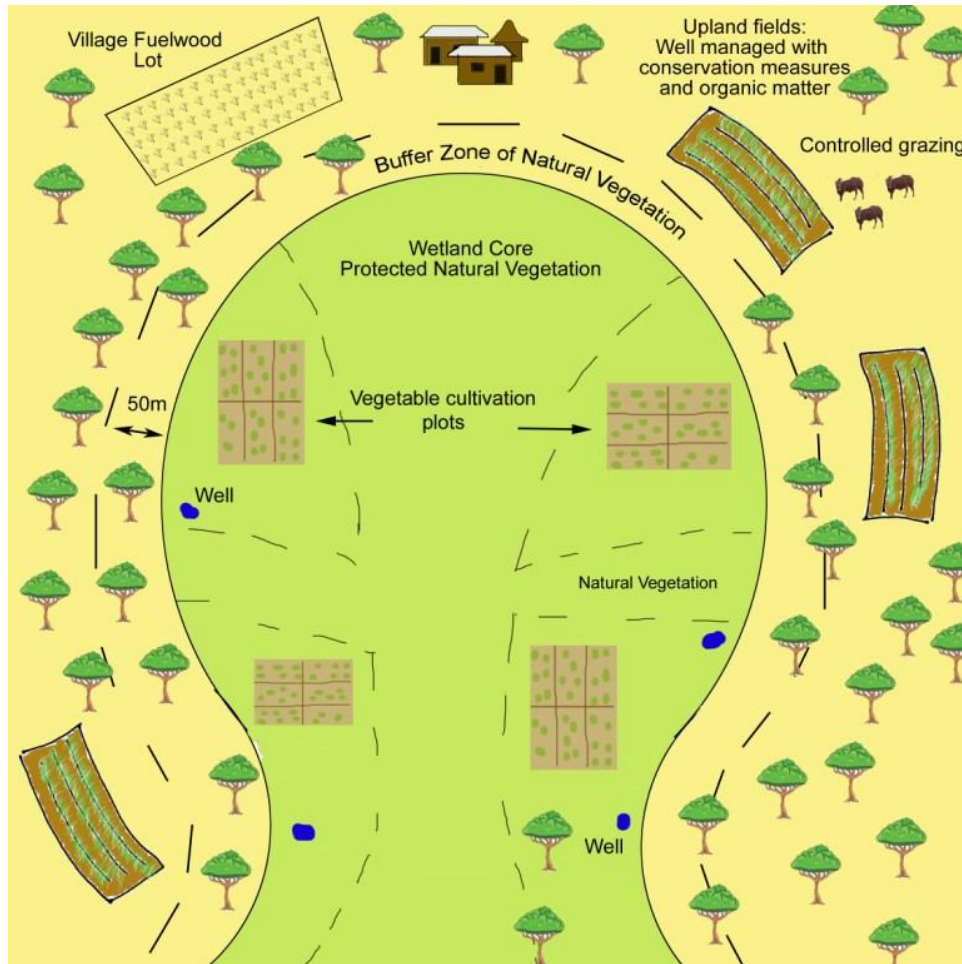 Village Fuelwood
Lot
Upland fields:
Well managed with
conservation measures
and organic matter
Controlled grazing
Buffer Zone of Natural Vegetation
Wetland Core
Protected Natural Vegetation
50m
Vegetable cultivation
plots
Well
Natural Vegetation
Well